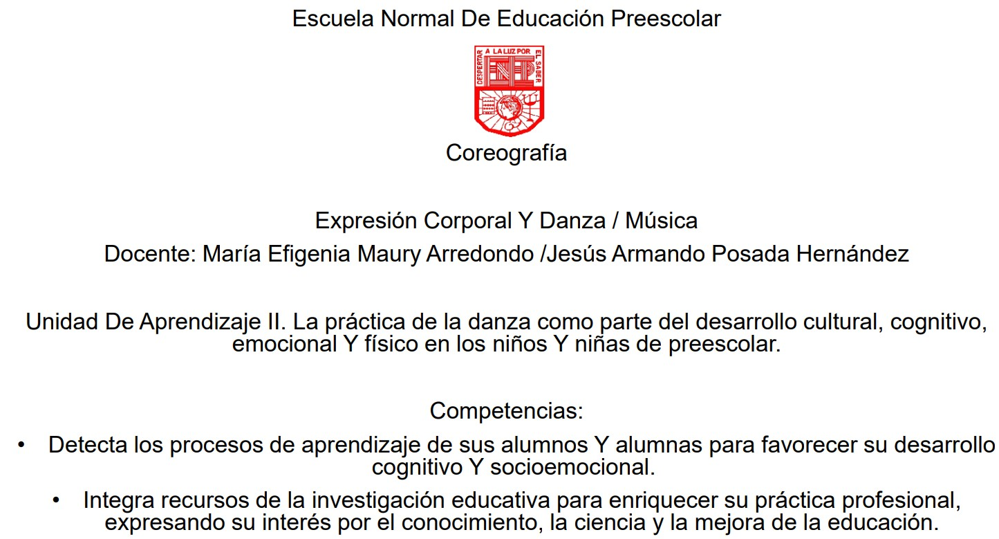 Escuela Normal De Educación Preescolar
DESPERTAR A LA LUZ POR EL SABER
ENEP
Coreografía
Expresión Corporal Y Danza / Música
Docente: María Efigenia Maury Arredondo /Jesús Armando Posada Hernández
Unidad De Aprendizaje II. La práctica de la danza como parte del desarrollo cultural, cognitivo,
emocional Y físico en los niños Y niñas de preescolar.
Competencias:
• Detecta los procesos de aprendizaje de sus alumnos Y alumnas para favorecer su desarrollo
cognitivo Y socioemocional.
• Integra recursos de la investigación educativa para enriquecer su práctica profesional,
expresando su interés por el conocimiento, la ciencia y la mejora de la educación.